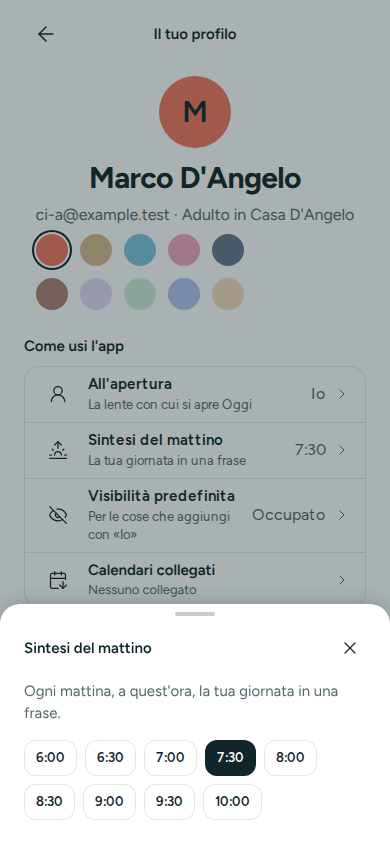 Il tuo profilo
M
Marco D'Angelo
ci-a@example.test · Adulto in Casa D'Angelo
Come usi l'app
All'apertura
La lente con cui si apre Oggi
Io
Sintesi del mattino
La tua giornata in una frase
7:30
Visibilità predefinita
Per le cose che aggiungi
con «Io»
Occupato
Calendari collegati
Nessuno collegato
Sintesi del mattino
Ogni mattina, a quest'ora, la tua giornata in una
frase.
6:00 6:30 7:00 7:30 8:00
8:30 9:00 9:30 10:00